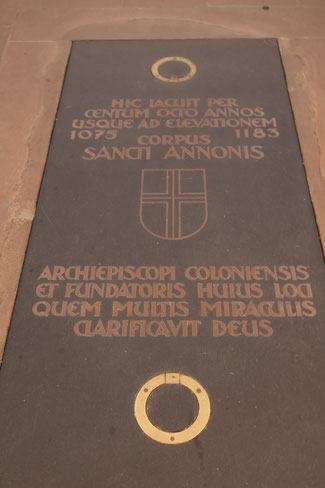 HIC IACUIT PER
CENTUM OCTO ANNOS
USQUE AD ELEVATIONEM
1075 CORPUS 1183
SANCTI ANNONIS
ARCHIEPISCOPI COLONIENSIS
ET FUNDATORIS HUIUS LOCI
QUEM MULTIS MIRACULIS
CLARIFICAVIT DEUS